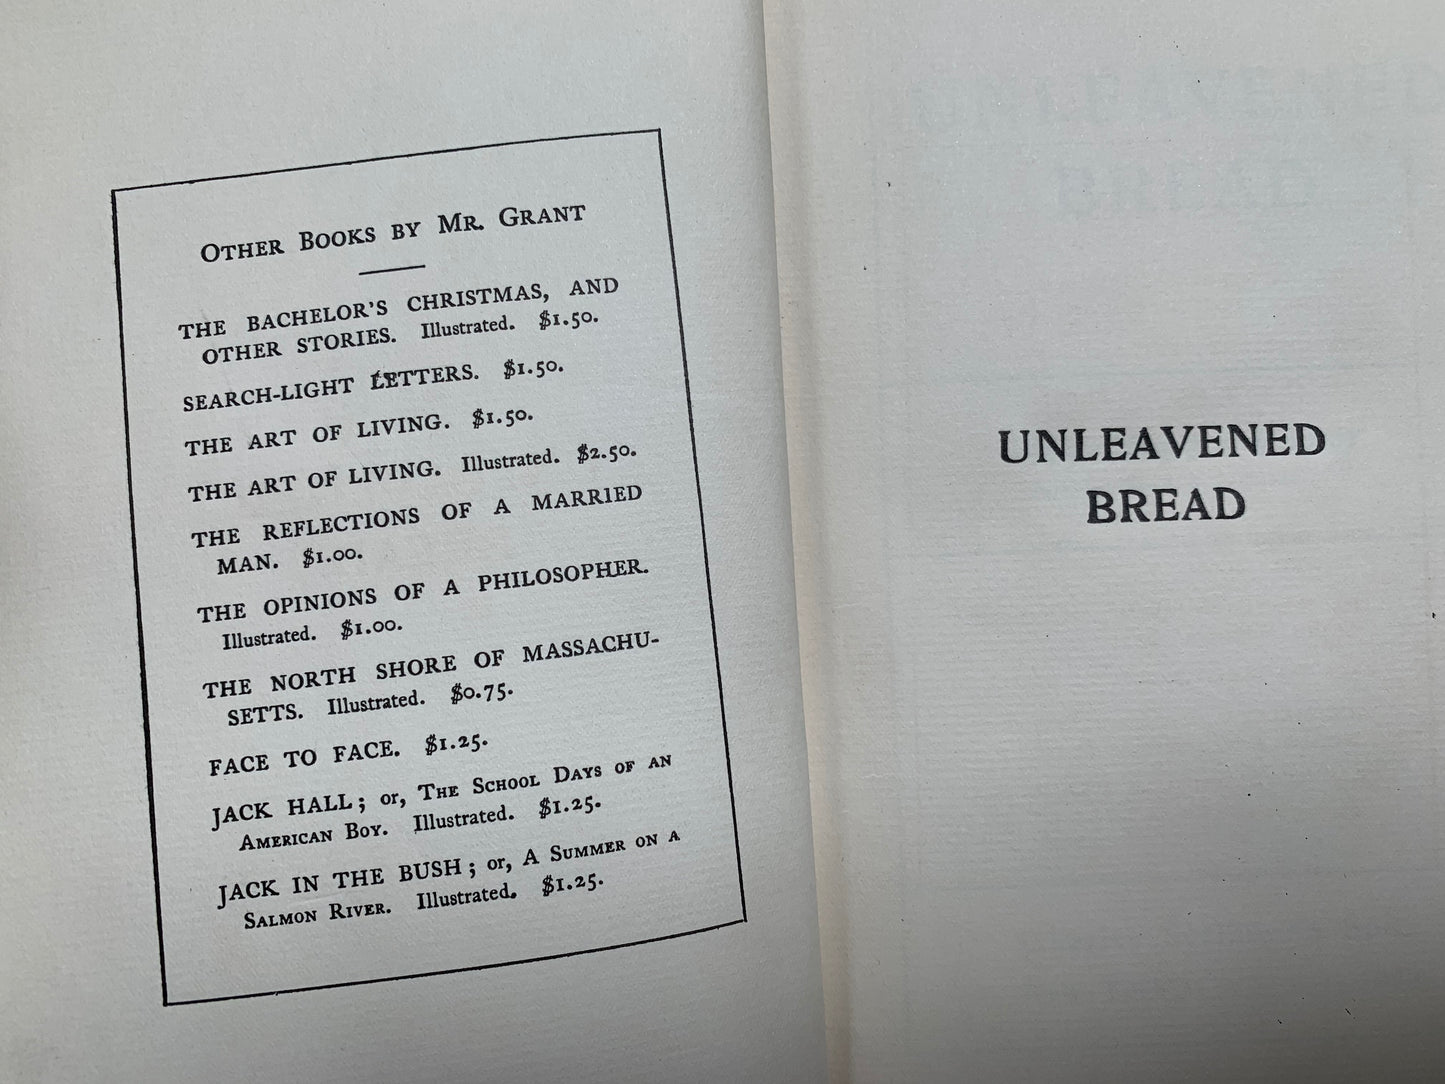 Other Books by Mr. Grant
THE BACHELOR'S CHRISTMAS, AND
OTHER STORIES. Illustrated. $1.50.
SEARCH-LIGHT LETTERS. $1.50.
THE ART OF LIVING. $1.50.
THE ART OF LIVING. Illustrated. $2.50.
THE REFLECTIONS OF A MARRIED
MAN. $1.00.
THE OPINIONS OF A PHILOSOPHER.
Illustrated. $1.00.
THE NORTH SHORE OF MASSACHU-
SETTS. Illustrated. $0.75.
FACE TO FACE. $1.25.
JACK HALL; or, The School Days of an
American Boy. Illustrated. $1.25.
JACK IN THE BUSH; or, A Summer on a
Salmon River. Illustrated. $1.25.
UNLEAVENED
BREAD